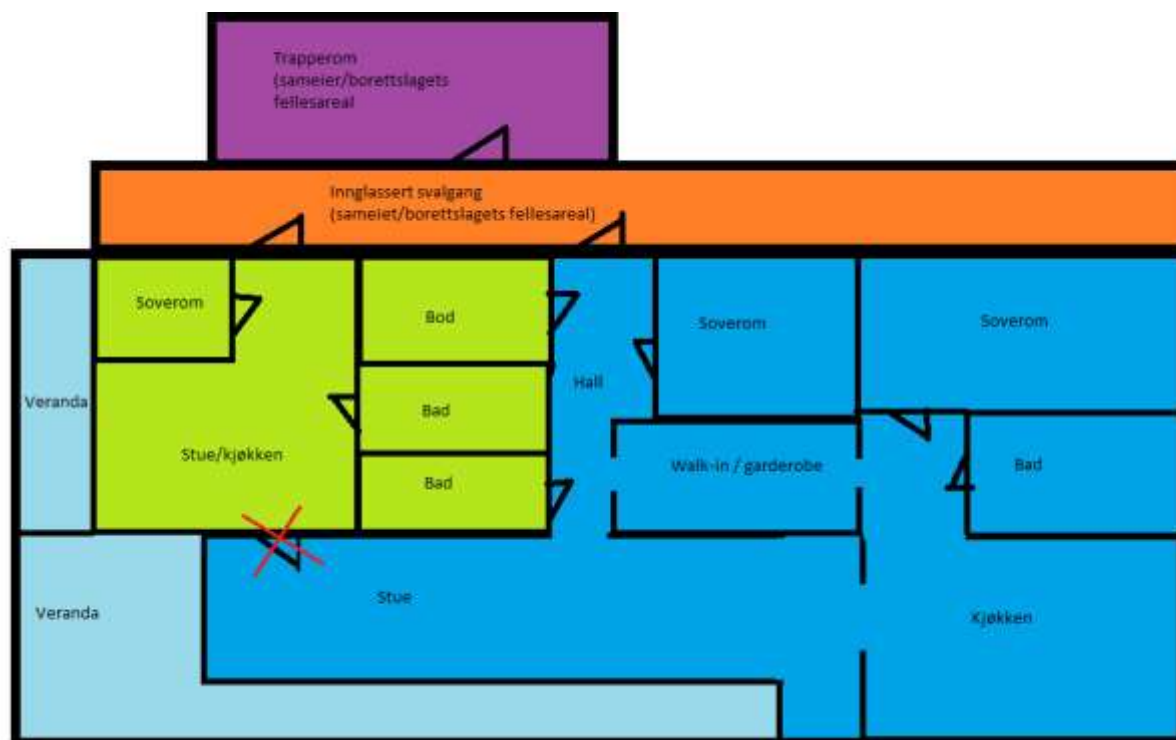 Trapperom
(sameier/borettslagets
fellesareal
Innglassert svalgang
(sameiet/borettslagets fellesareal)
Soverom
Bod
Soverom
Soverom
Hall
Veranda
Bad
Stue/kjøkken
Walk-in / garderobe
Bad
Bad
Veranda
Stue
Kjøkken